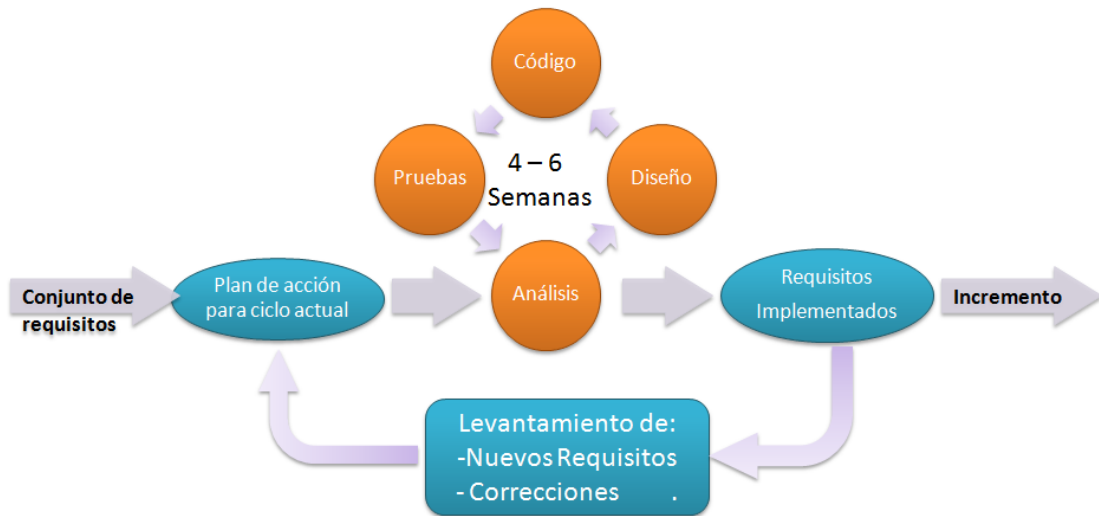 Código
Pruebas
4 – 6
Semanas
Diseño
Conjunto de
requisitos
Plan de acción
para ciclo actual
Análisis
Requisitos
Implementados
Incremento
Levantamiento de:
-Nuevos Requisitos
- Correcciones .